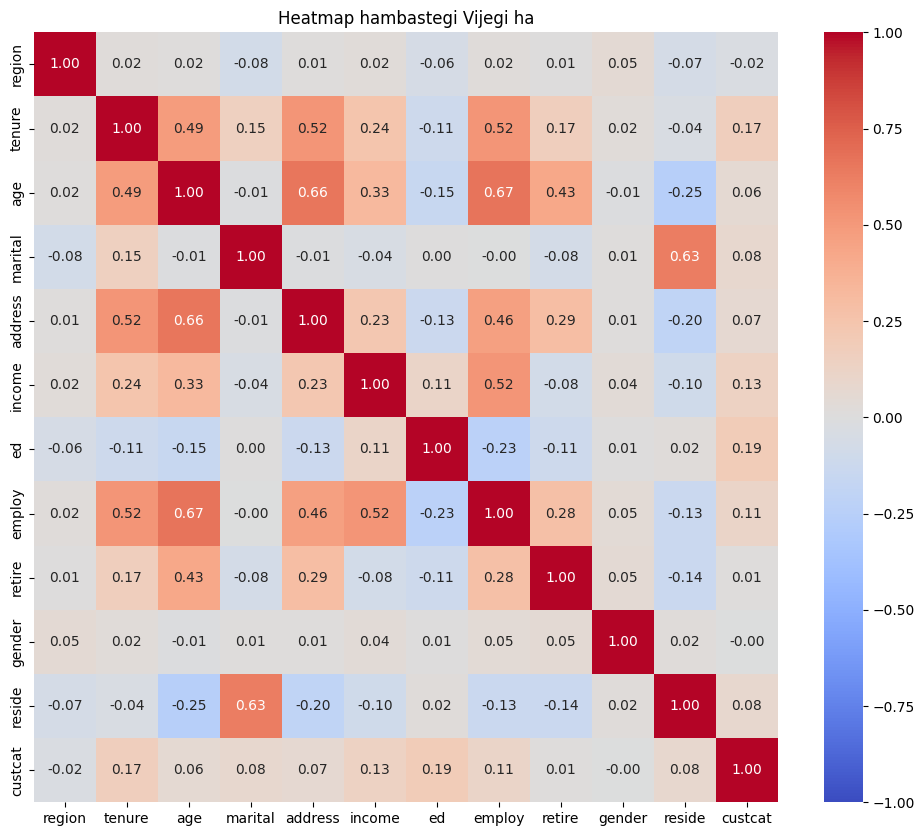 Heatmap hambastegi Vijegi ha
region 1.00 0.02 0.02 -0.08 0.01 0.02 -0.06 0.02 0.01 0.05 -0.07 -0.02
tenure 0.02 1.00 0.49 0.15 0.52 0.24 -0.11 0.52 0.17 0.02 -0.04 0.17
age 0.02 0.49 1.00 -0.01 0.66 0.33 -0.15 0.67 0.43 -0.01 -0.25 0.06
marital -0.08 0.15 -0.01 1.00 -0.01 -0.04 0.00 -0.00 -0.08 0.01 0.63 0.08
address 0.01 0.52 0.66 -0.01 1.00 0.23 -0.13 0.46 0.29 0.01 -0.20 0.07
income 0.02 0.24 0.33 -0.04 0.23 1.00 0.11 0.52 -0.08 0.04 -0.10 0.13
ed -0.06 -0.11 -0.15 0.00 -0.13 0.11 1.00 -0.23 -0.11 0.01 0.02 0.19
employ 0.02 0.52 0.67 -0.00 0.46 0.52 -0.23 1.00 0.28 0.05 -0.13 0.11
retire 0.01 0.17 0.43 -0.08 0.29 -0.08 -0.11 0.28 1.00 0.05 -0.14 0.01
gender 0.05 0.02 -0.01 0.01 0.01 0.04 0.01 0.05 0.05 1.00 0.02 -0.00
reside -0.07 -0.04 -0.25 0.63 -0.20 -0.10 0.02 -0.13 -0.14 0.02 1.00 0.08
custcat -0.02 0.17 0.06 0.08 0.07 0.13 0.19 0.11 0.01 -0.00 0.08 1.00
region tenure age marital address income ed employ retire gender reside custcat
1.00
0.75
0.50
0.25
0.00
−0.25
−0.50
−0.75
−1.00